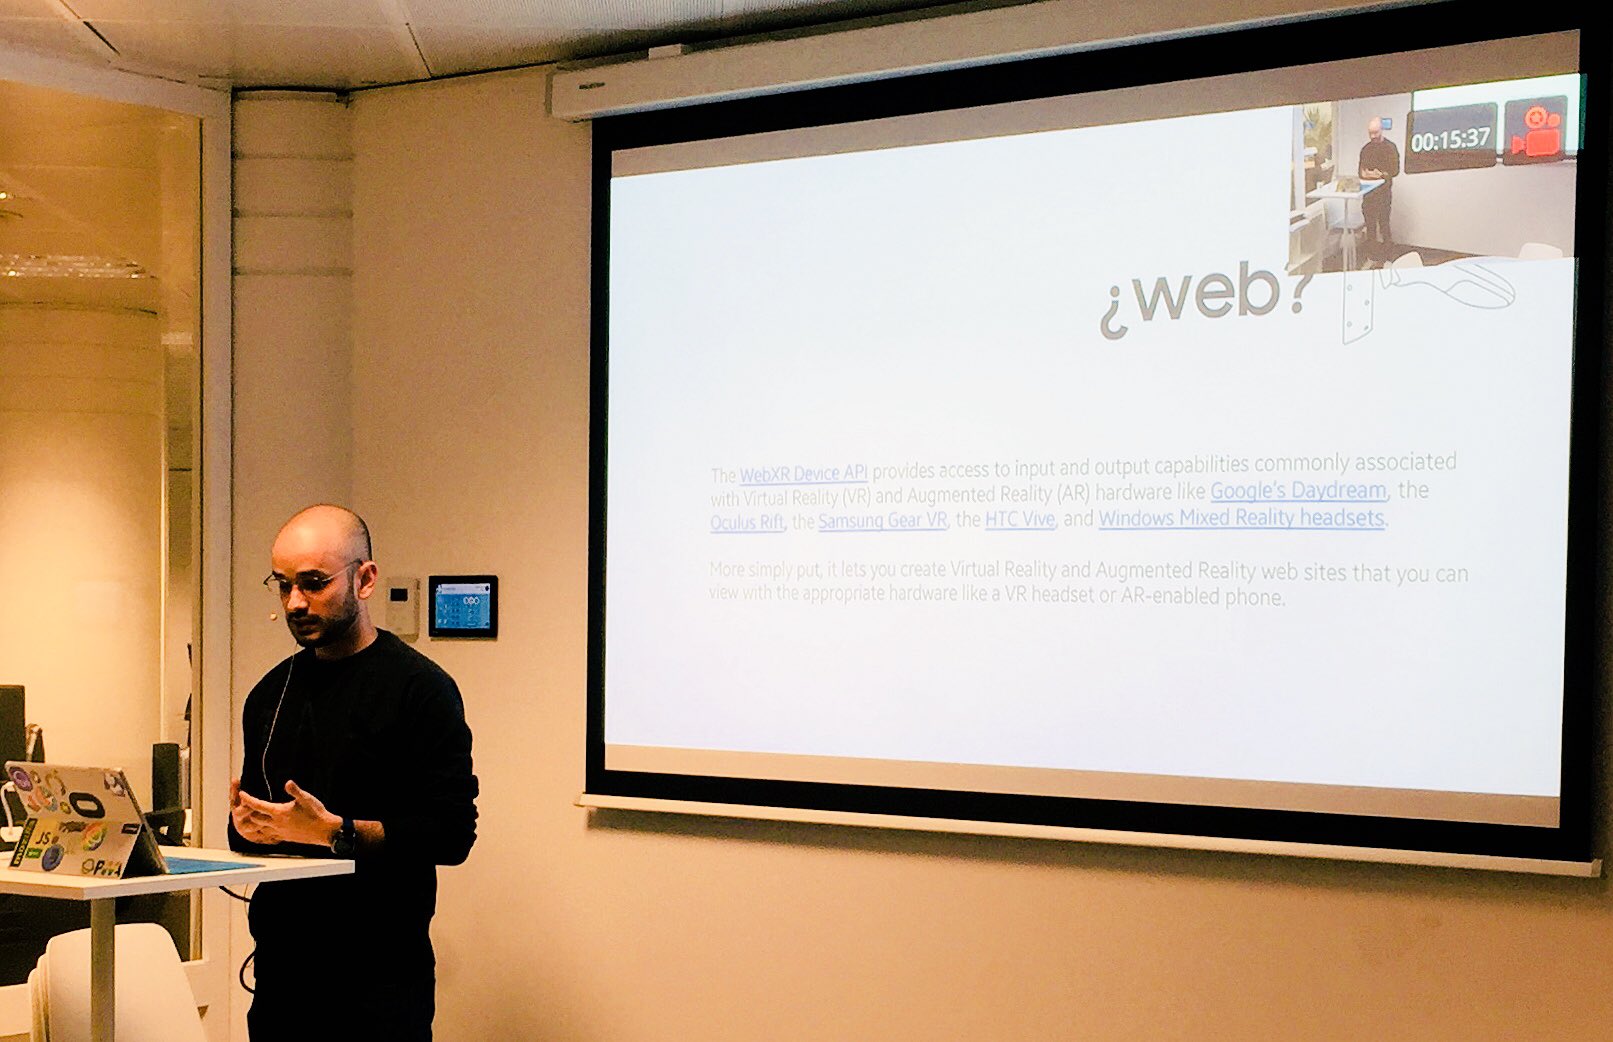 00:15:37
¿web?
The WebXR Device API provides access to input and output capabilities commonly associated
with Virtual Reality (VR) and Augmented Reality (AR) hardware like Google's Daydream, the
Oculus Rift, the Samsung Gear VR, the HTC Vive, and Windows Mixed Reality headsets.
More simply put, it lets you create Virtual Reality and Augmented Reality web sites that you can
view with the appropriate hardware like a VR headset or AR-enabled phone.
JS